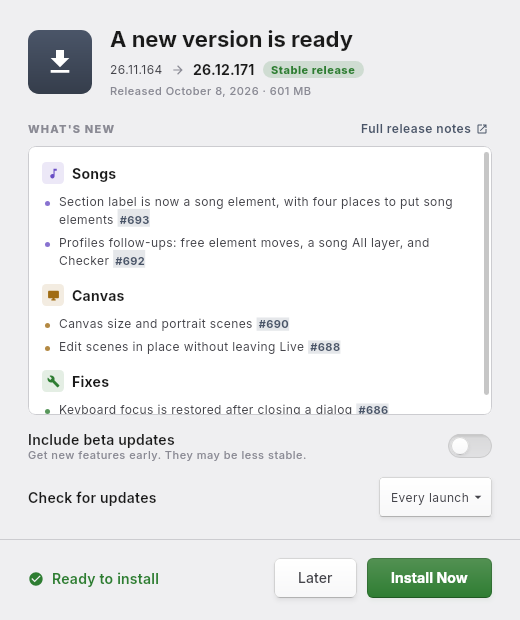 A new version is ready
26.11.164 → 26.12.171 Stable release
Released October 8, 2026 · 601 MB
WHAT'S NEW
Full release notes
Songs
Section label is now a song element, with four places to put song
elements #693
Profiles follow-ups: free element moves, a song All layer, and
Checker #692
Canvas
Canvas size and portrait scenes #690
Edit scenes in place without leaving Live #688
Fixes
Keyboard focus is restored after closing a dialog #686
Include beta updates
Get new features early. They may be less stable.
Check for updates
Every launch
Ready to install
Later
Install Now